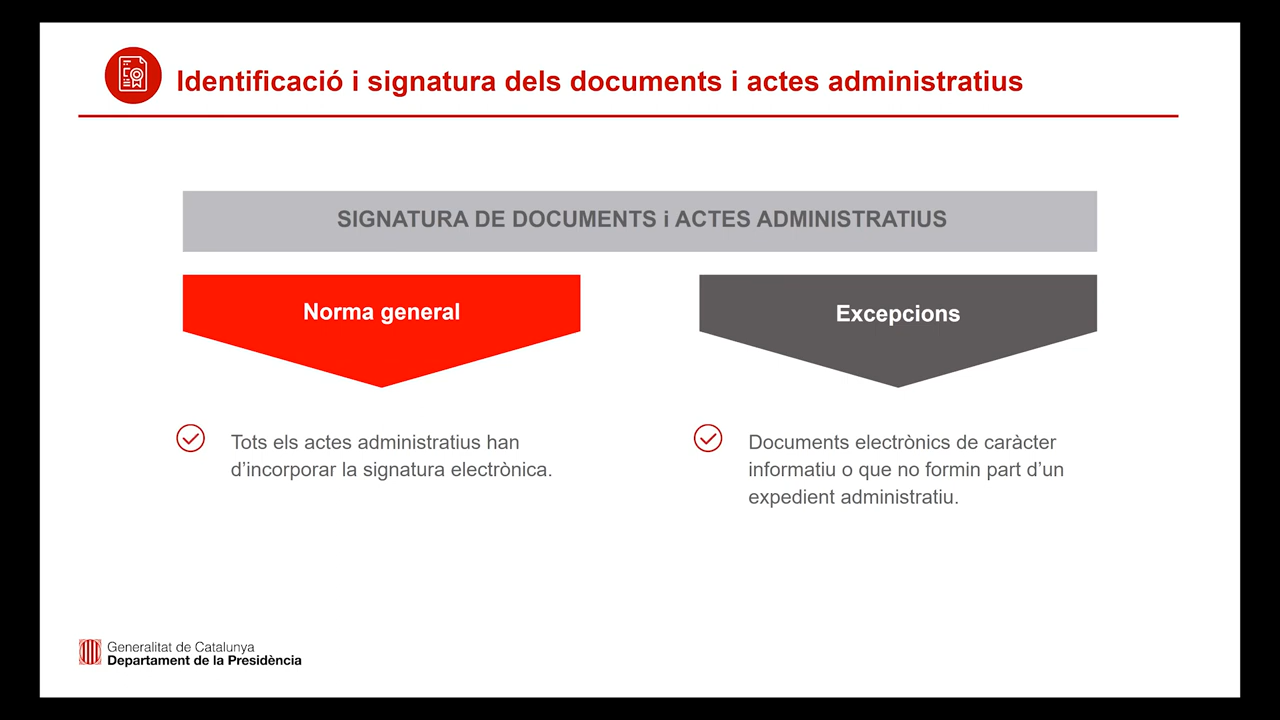 Identificació i signatura dels documents i actes administratius
SIGNATURA DE DOCUMENTS i ACTES ADMINISTRATIUS
Norma general
Tots els actes administratius han
d’incorporar la signatura electrònica.
Excepcions
Documents electrònics de caràcter
informatiu o que no formin part d’un
expedient administratiu.
Generalitat de Catalunya
Departament de la Presidència